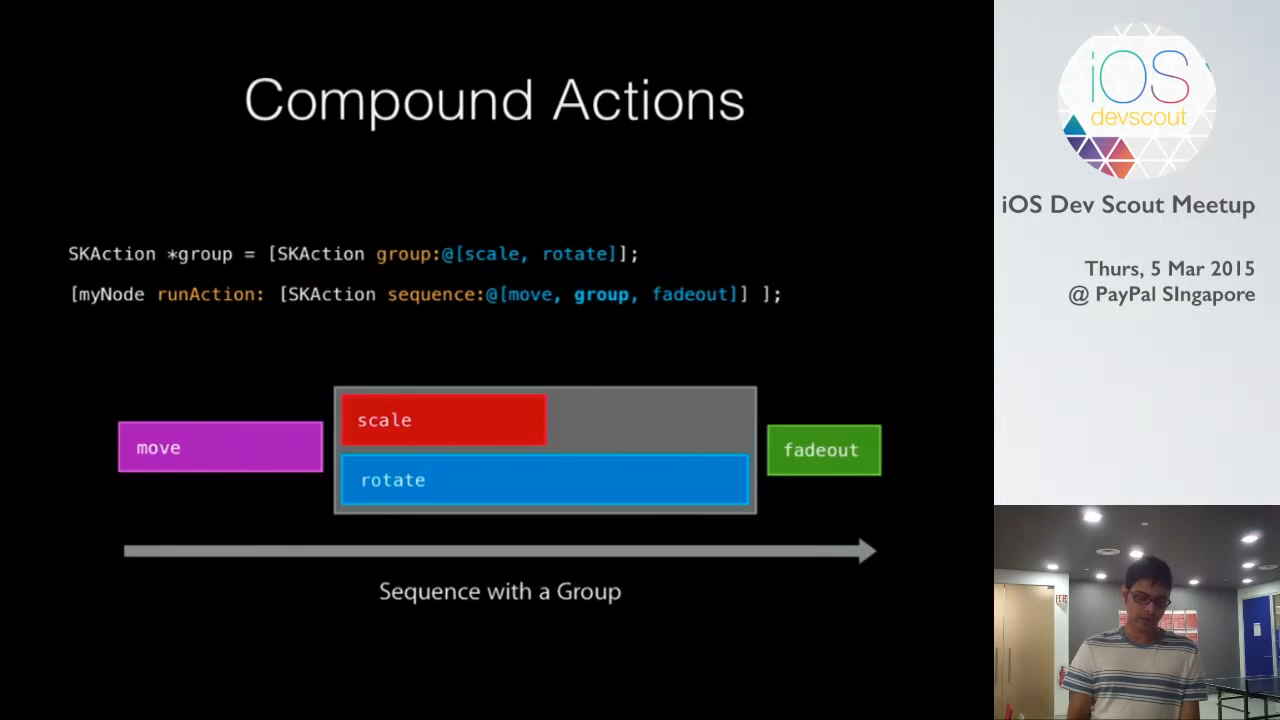 Compound Actions
SKAction *group = [SKAction group:@[scale, rotate]];
[myNode runAction: [SKAction sequence:@[move, group, fadeout]] ];
move
scale
rotate
fadeout
Sequence with a Group
iOS
devscout
iOS Dev Scout Meetup
Thurs, 5 Mar 2015
@ PayPal SIngapore